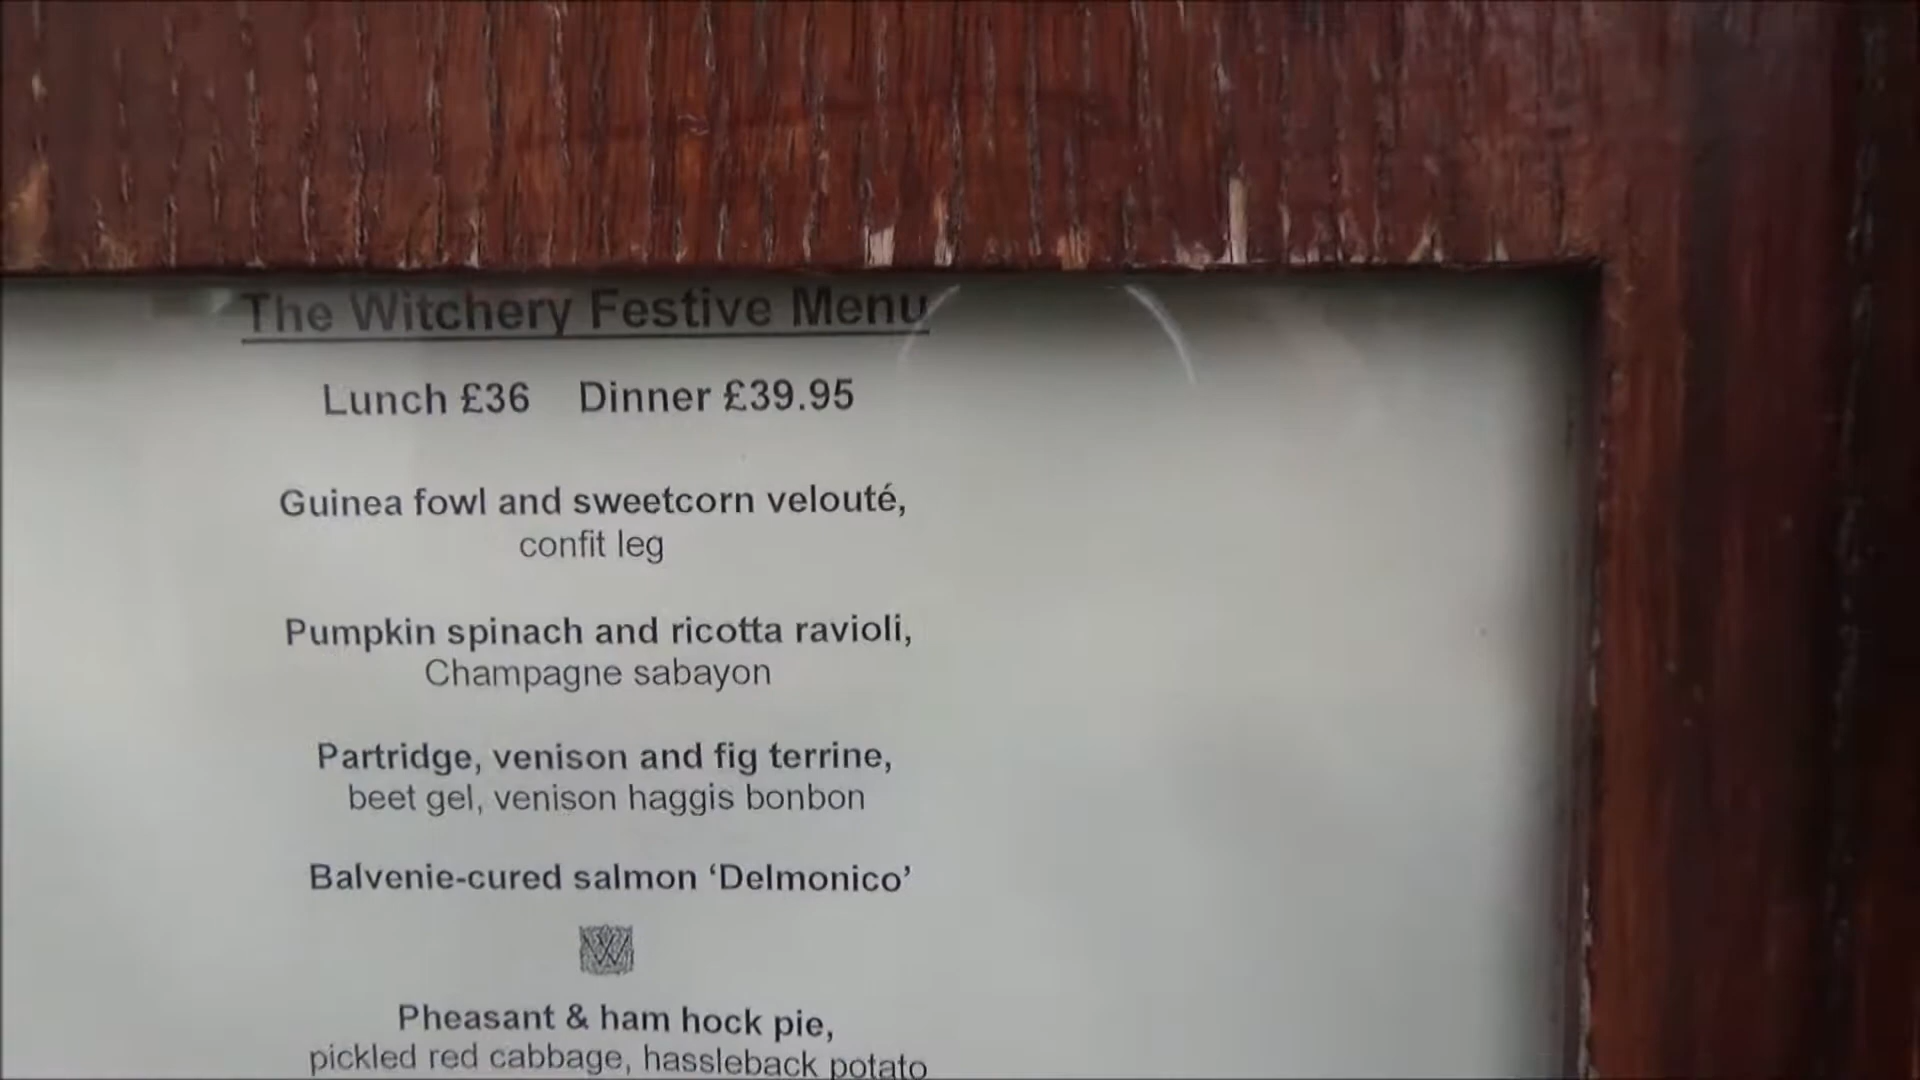 The Witchery Festive Menu
Lunch £36 Dinner £39.95
Guinea fowl and sweetcorn velouté,
confit leg
Pumpkin spinach and ricotta ravioli,
Champagne sabayon
Partridge, venison and fig terrine,
beet gel, venison haggis bonbon
Balvenie-cured salmon ‘Delmonico’
W
Pheasant & ham hock pie,
pickled red cabbage, hassleback potato